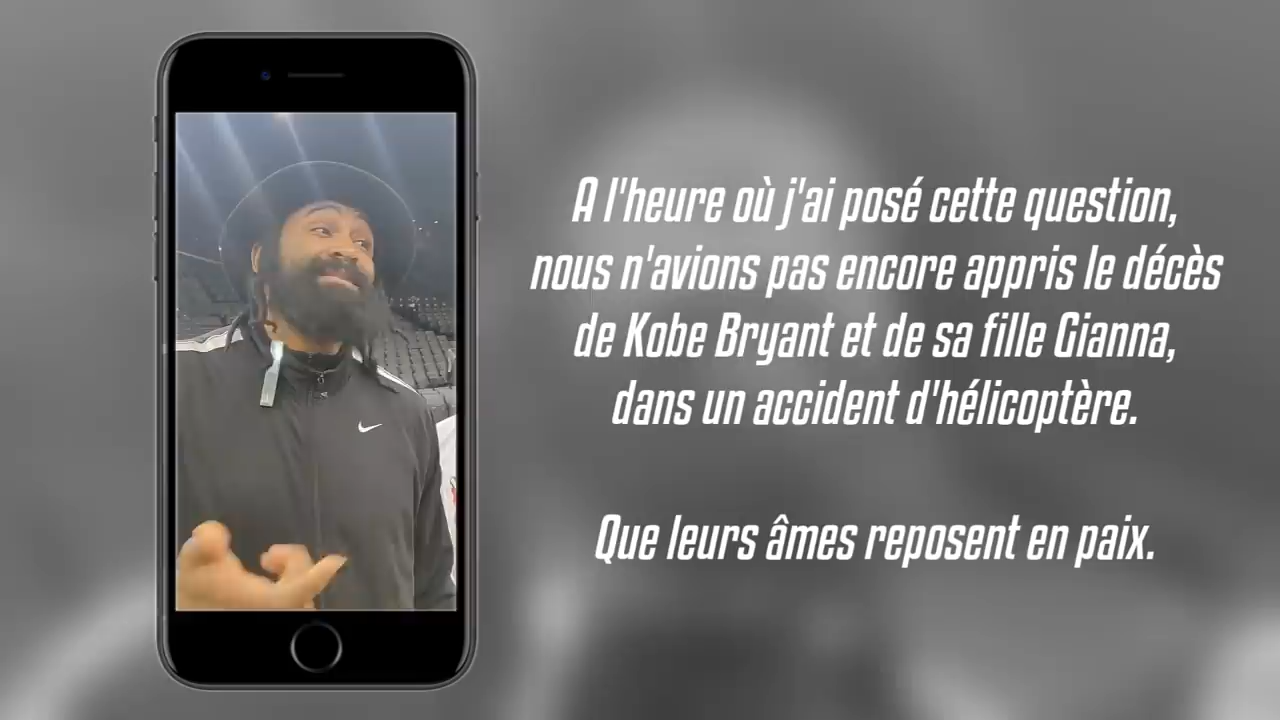 A l'heure où j'ai posé cette question,
nous n'avions pas encore appris le décès
de Kobe Bryant et de sa fille Gianna,
dans un accident d'hélicoptère.
Que leurs âmes reposent en paix.